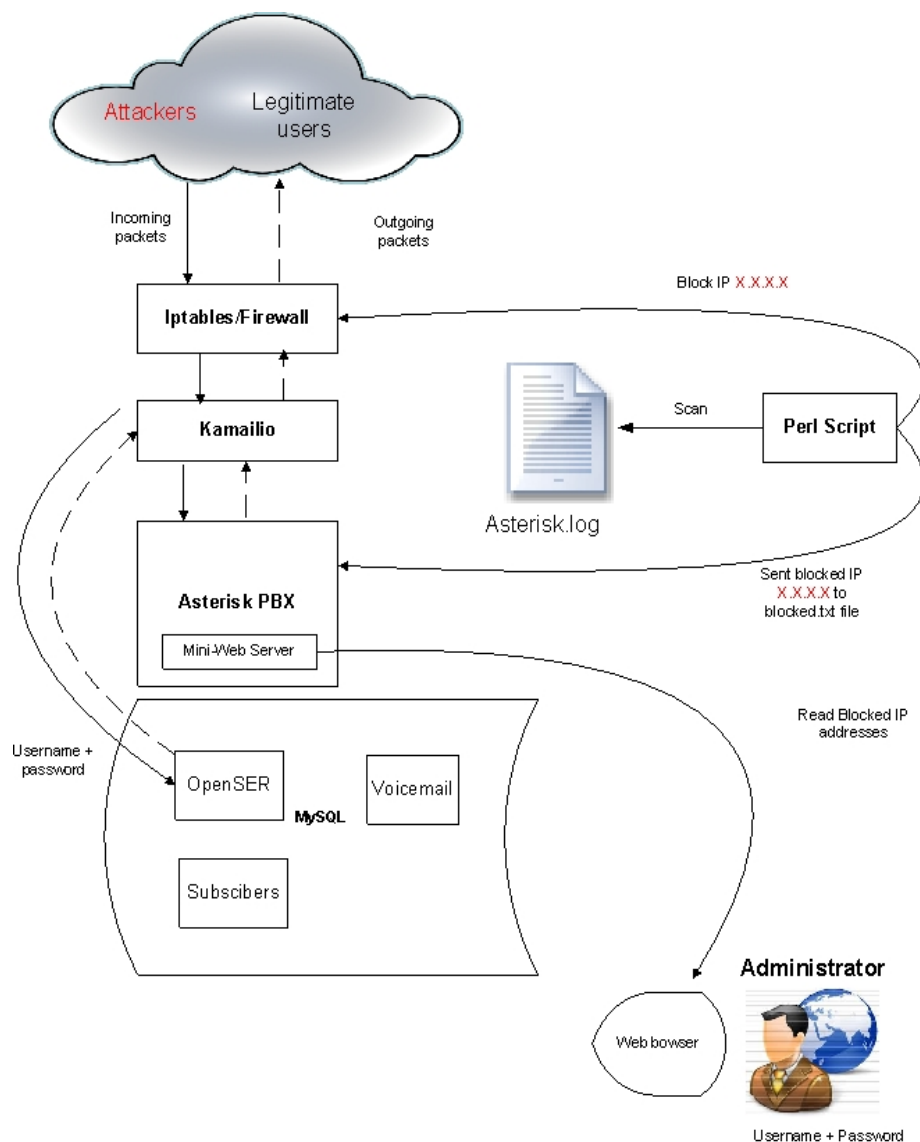 Attackers
Legitimate
users
Incoming
packets
Outgoing
packets
Block IP X.X.X.X
Iptables/Firewall
Scan
Perl Script
Kamailio
Asterisk.log
Asterisk PBX
Mini-Web Server
Sent blocked IP
X.X.X.X to
blocked.txt file
Read Blocked IP
addresses
Username +
password
OpenSER
Voicemail
MySQL
Subscibers
Administrator
Web bowser
Username + Password